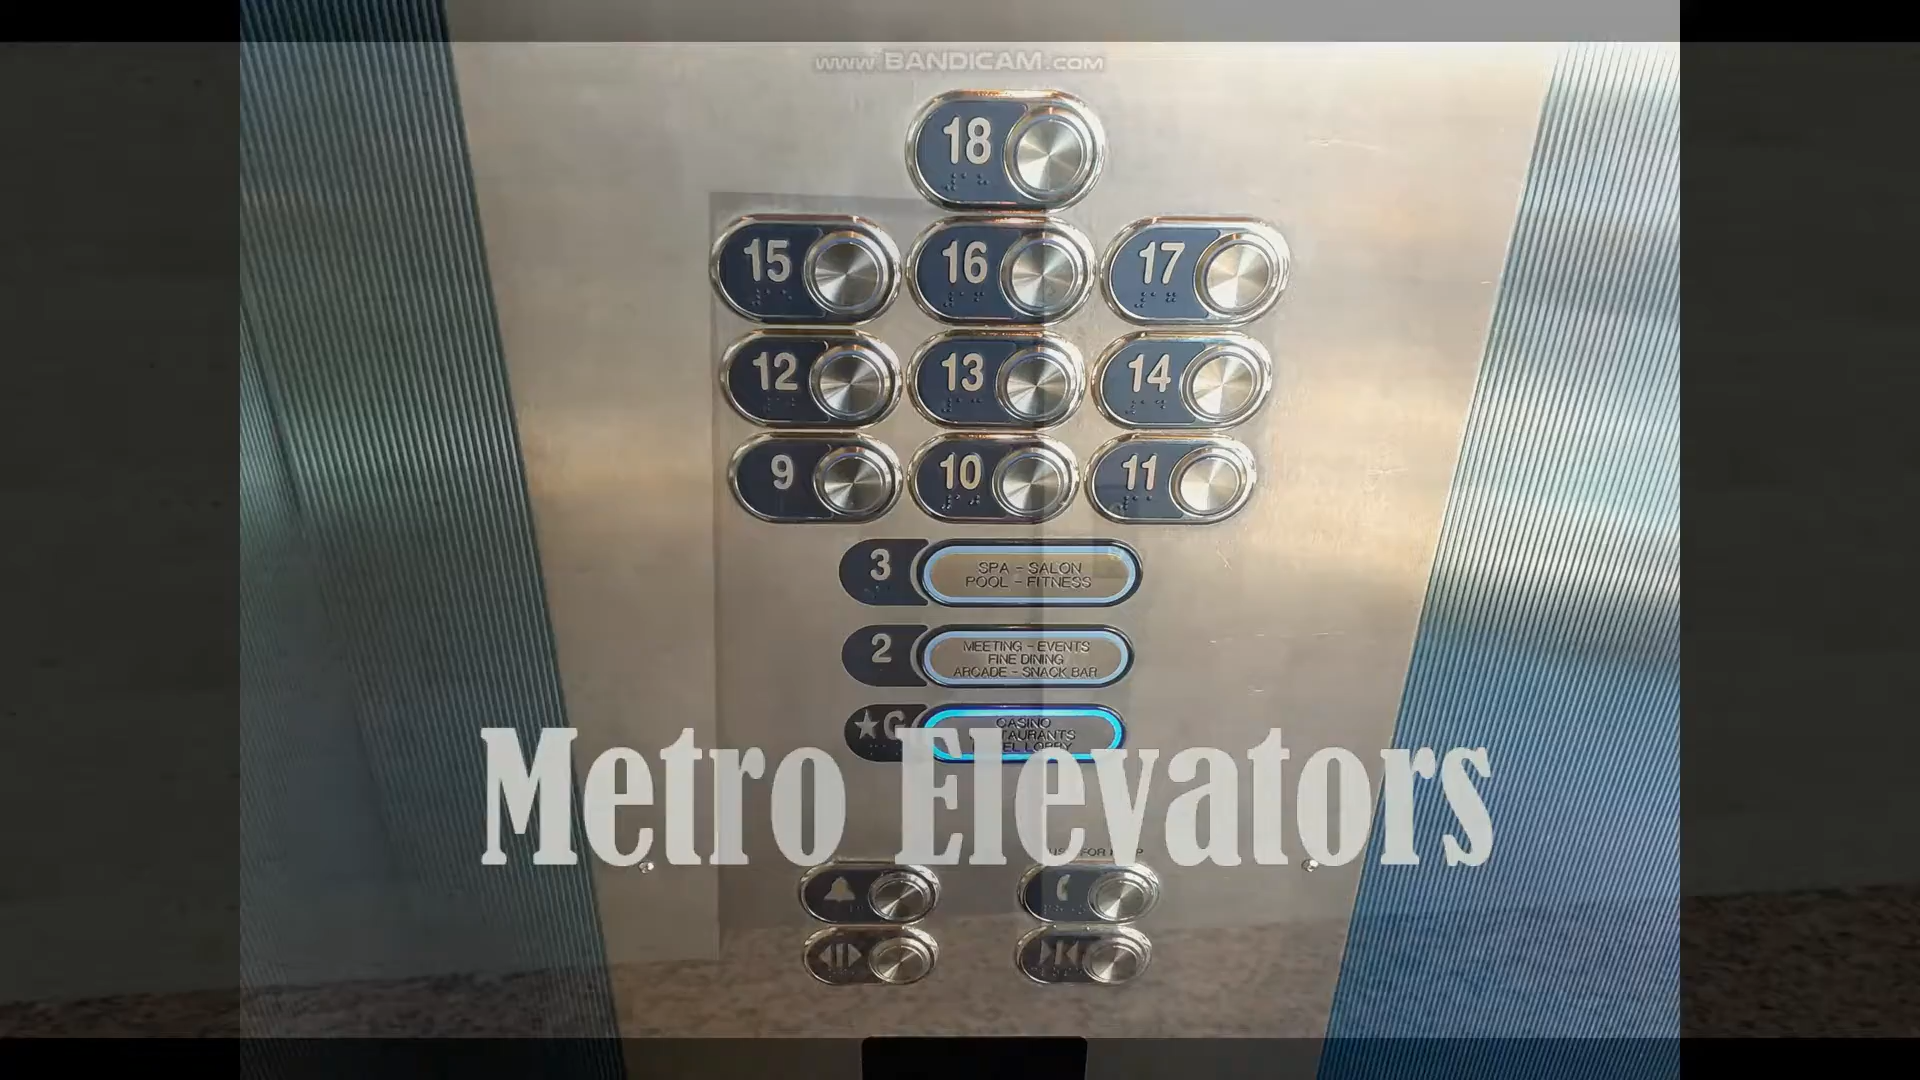 www.BANDICAM.com
18
15 16 17
12 13 14
9 10 11
3 SPA - SALON
POOL - FITNESS
2 MEETING - EVENTS
FINE DINING
ARCADE - SNACK BAR
★G CASINO
Metro Elevators